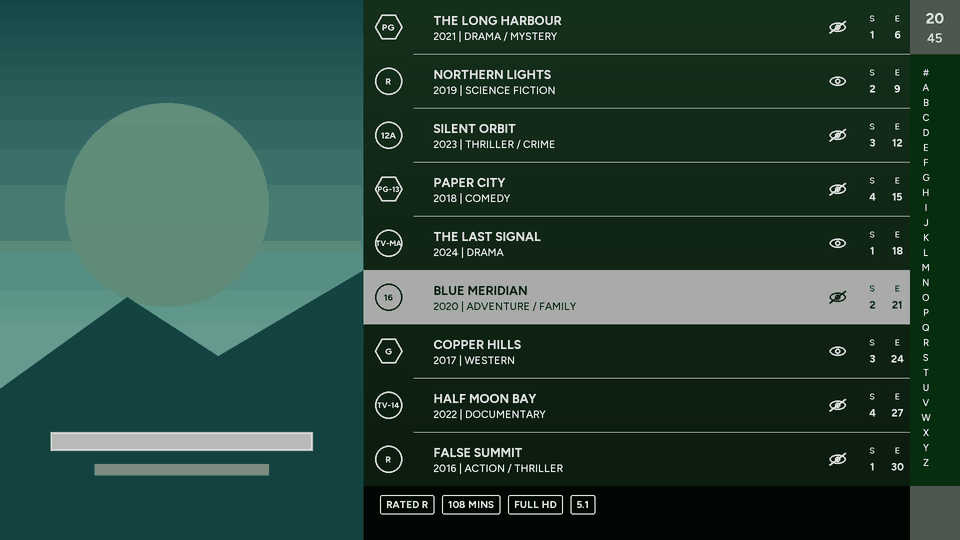 PG
THE LONG HARBOUR
2021 | DRAMA / MYSTERY
S E
1 6
R
NORTHERN LIGHTS
2019 | SCIENCE FICTION
S E
2 9
12A
SILENT ORBIT
2023 | THRILLER / CRIME
S E
3 12
PG-13
PAPER CITY
2018 | COMEDY
S E
4 15
TV-MA
THE LAST SIGNAL
2024 | DRAMA
S E
1 18
16
BLUE MERIDIAN
2020 | ADVENTURE / FAMILY
S E
2 21
G
COPPER HILLS
2017 | WESTERN
S E
3 24
TV-14
HALF MOON BAY
2022 | DOCUMENTARY
S E
4 27
R
FALSE SUMMIT
2016 | ACTION / THRILLER
S E
1 30
RATED R 108 MINS FULL HD 5.1
20
45
#
A
B
C
D
E
F
G
H
I
J
K
L
M
N
O
P
Q
R
S
T
U
V
W
X
Y
Z